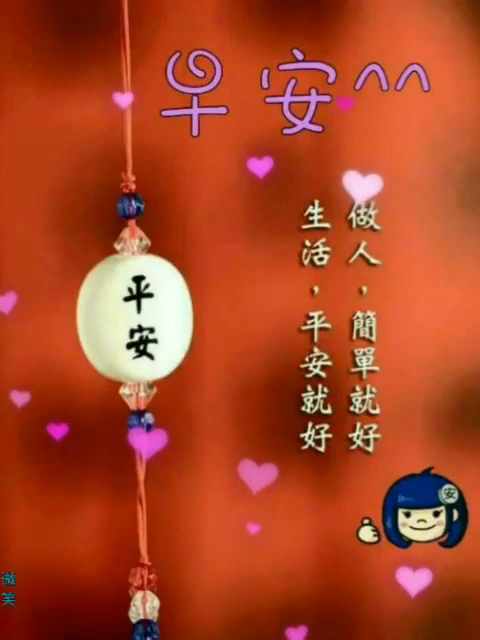 早安^^
做人，簡單就好
生活，平安就好
平安
安
微笑